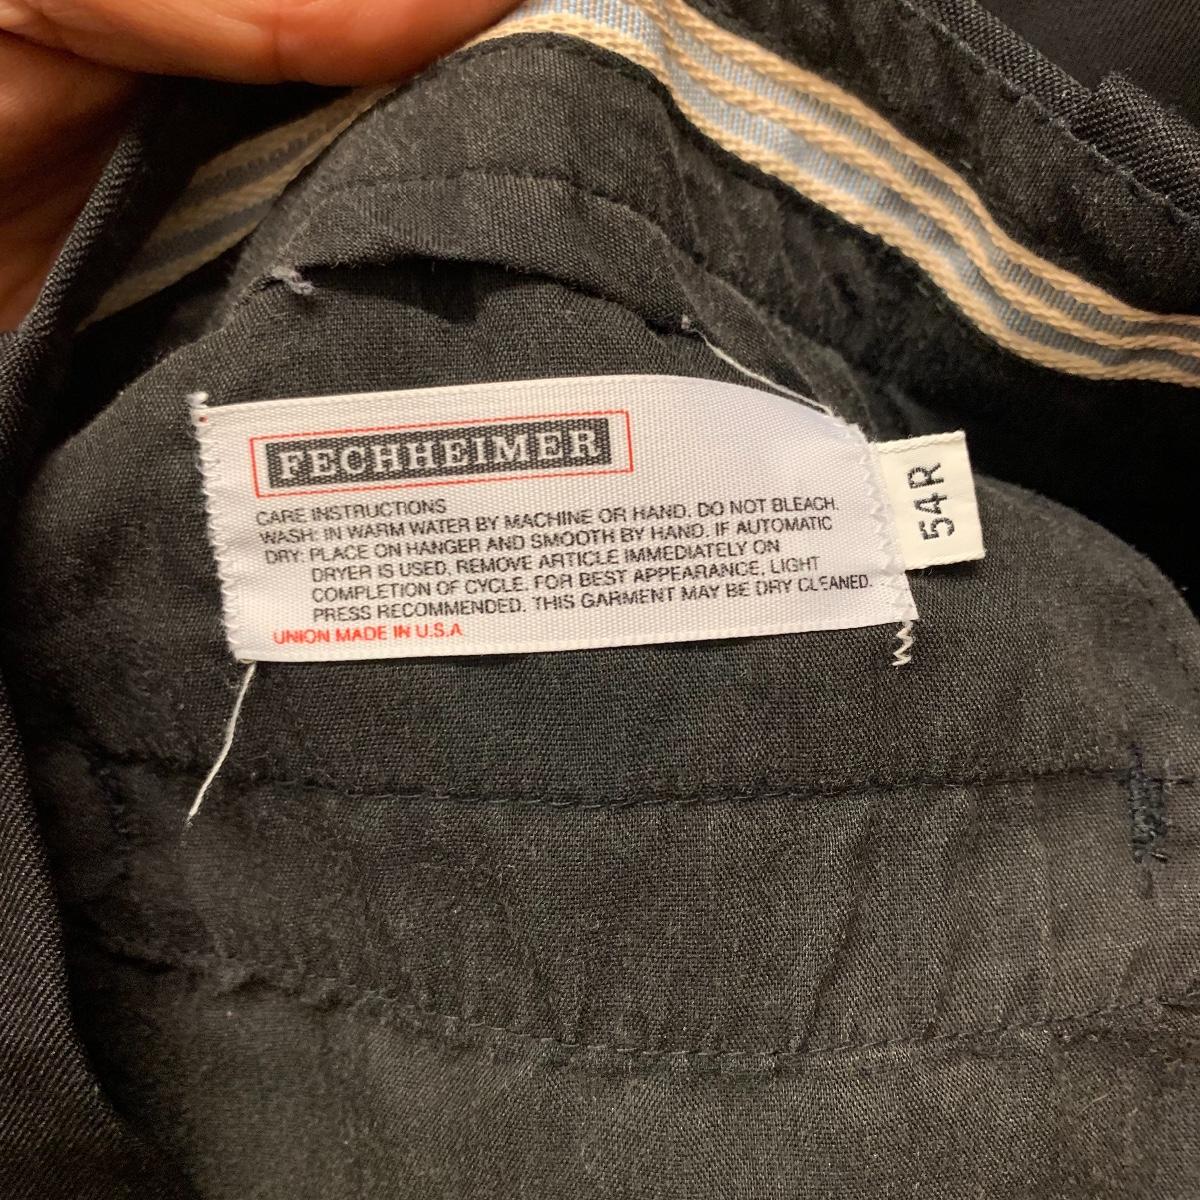 FECHHEIMER
CARE INSTRUCTIONS
WASH: IN WARM WATER BY MACHINE OR HAND. DO NOT BLEACH.
DRY: PLACE ON HANGER AND SMOOTH BY HAND. IF AUTOMATIC
DRYER IS USED, REMOVE ARTICLE IMMEDIATELY ON
COMPLETION OF CYCLE. FOR BEST APPEARANCE, LIGHT
PRESS RECOMMENDED. THIS GARMENT MAY BE DRY CLEANED.
UNION MADE IN U.S.A
54R